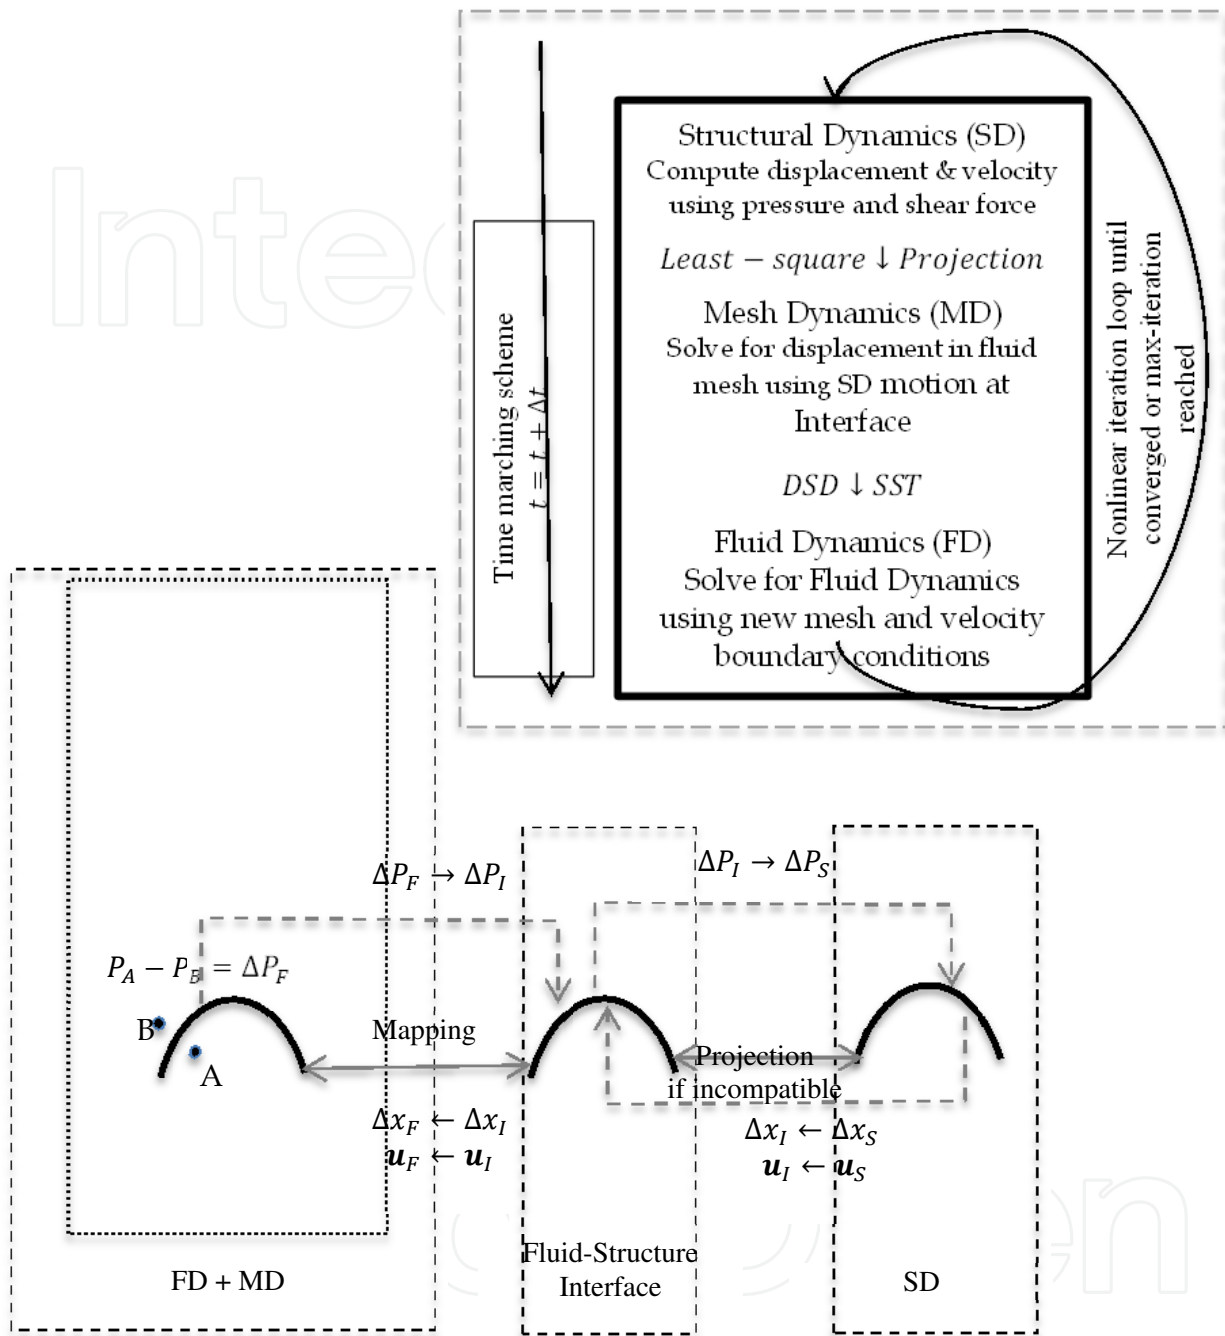 Structural Dynamics (SD)
Compute displacement & velocity
using pressure and shear force
Least − square ↓ Projection
Mesh Dynamics (MD)
Solve for displacement in fluid
mesh using SD motion at
Interface
DSD ↓ SST
Fluid Dynamics (FD)
Solve for Fluid Dynamics
using new mesh and velocity
boundary conditions
Time marching scheme
t = t + Δt
Nonlinear iteration loop until
converged or max-iteration
reached
ΔP_F → ΔP_I
ΔP_I → ΔP_S
P_A − P_B = ΔP_F
B
A
Mapping
Projection
if incompatible
Δx_F ← Δx_I
𝒖_F ← 𝒖_I
Δx_I ← Δx_S
𝒖_I ← 𝒖_S
FD + MD
Fluid-Structure
Interface
SD